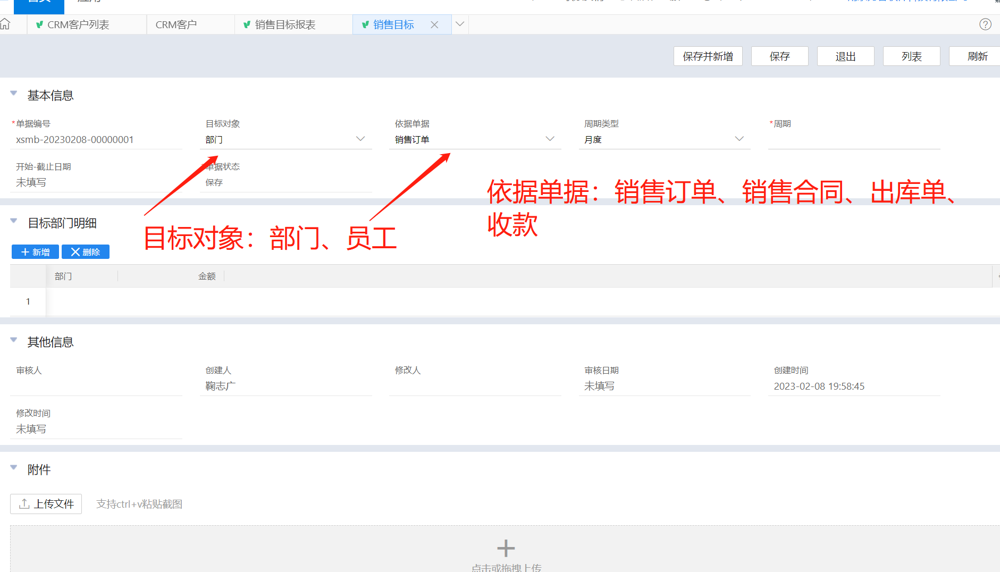 首页 应用
CRM客户列表 CRM客户 销售目标报表 销售目标
保存并新增 保存 退出 列表 刷新
基本信息
*单据编号 目标对象 依据单据 周期类型 *周期
xsmb-20230208-00000001 部门 销售订单 月度
开始-截止日期 单据状态
未填写 保存
依据单据：销售订单、销售合同、出库单、
收款
目标部门明细
目标对象：部门、员工
新增 删除
部门 金额
1
其他信息
审核人 创建人 修改人 审核日期 创建时间
鞠志广 未填写 2023-02-08 19:58:45
修改时间
未填写
附件
上传文件 支持ctrl+v粘贴截图
点击或拖拽上传